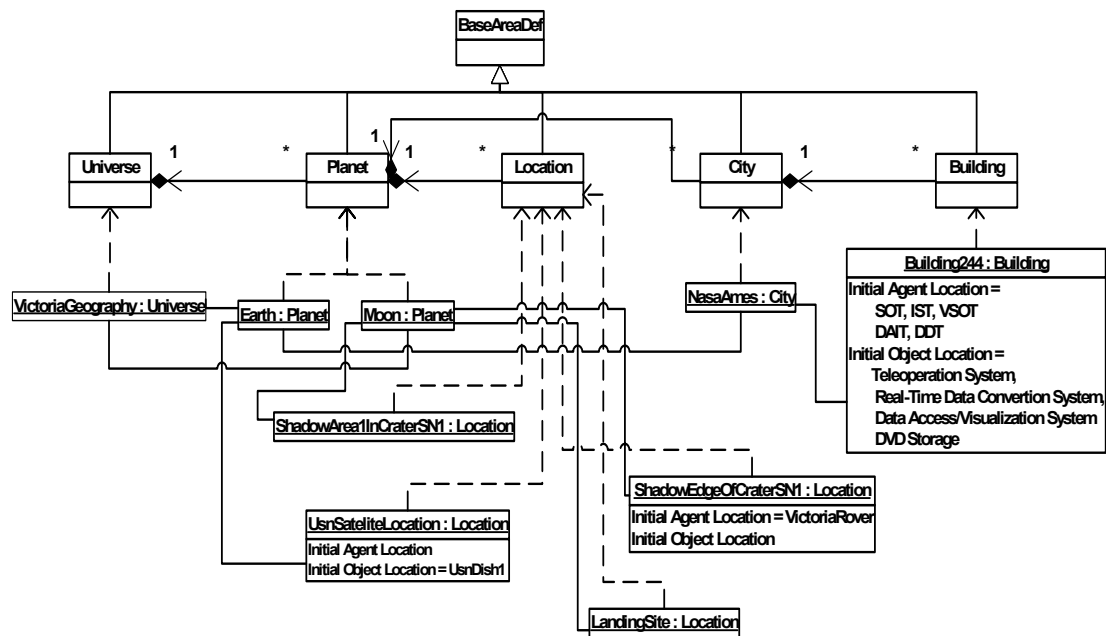 BaseAreaDef
1
*
1
1
*
*
1
*
Universe
Planet
Location
City
Building
VictoriaGeography : Universel
Earth : Planet
Moon : Planet
NasaAmes : City
Building244 : Building
Initial Agent Location =
SOT, IST, VSOT
DAIT, DDT
Initial Object Location =
Teleoperation System,
Real-Time Data Convertion System,
Data Access/Visualization System
DVD Storage
ShadowArea1InCraterSN1 : Location
ShadowEdgeOfCraterSN1 : Location
Initial Agent Location = VictoriaRover
Initial Object Location
UsnSateliteLocation : Location
Initial Agent Location
Initial Object Location = UsnDish1
LandingSite : Location